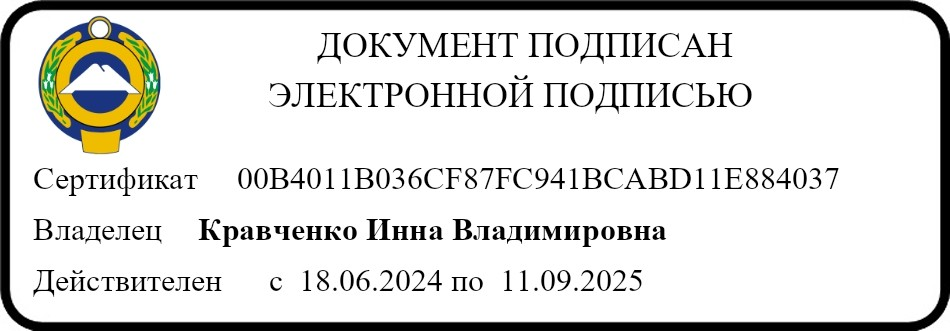 ДОКУМЕНТ ПОДПИСАН
ЭЛЕКТРОННОЙ ПОДПИСЬЮ
Сертификат 00B4011B036CF87FC941BCABD11E884037
Владелец Кравченко Инна Владимировна
Действителен с 18.06.2024 по 11.09.2025